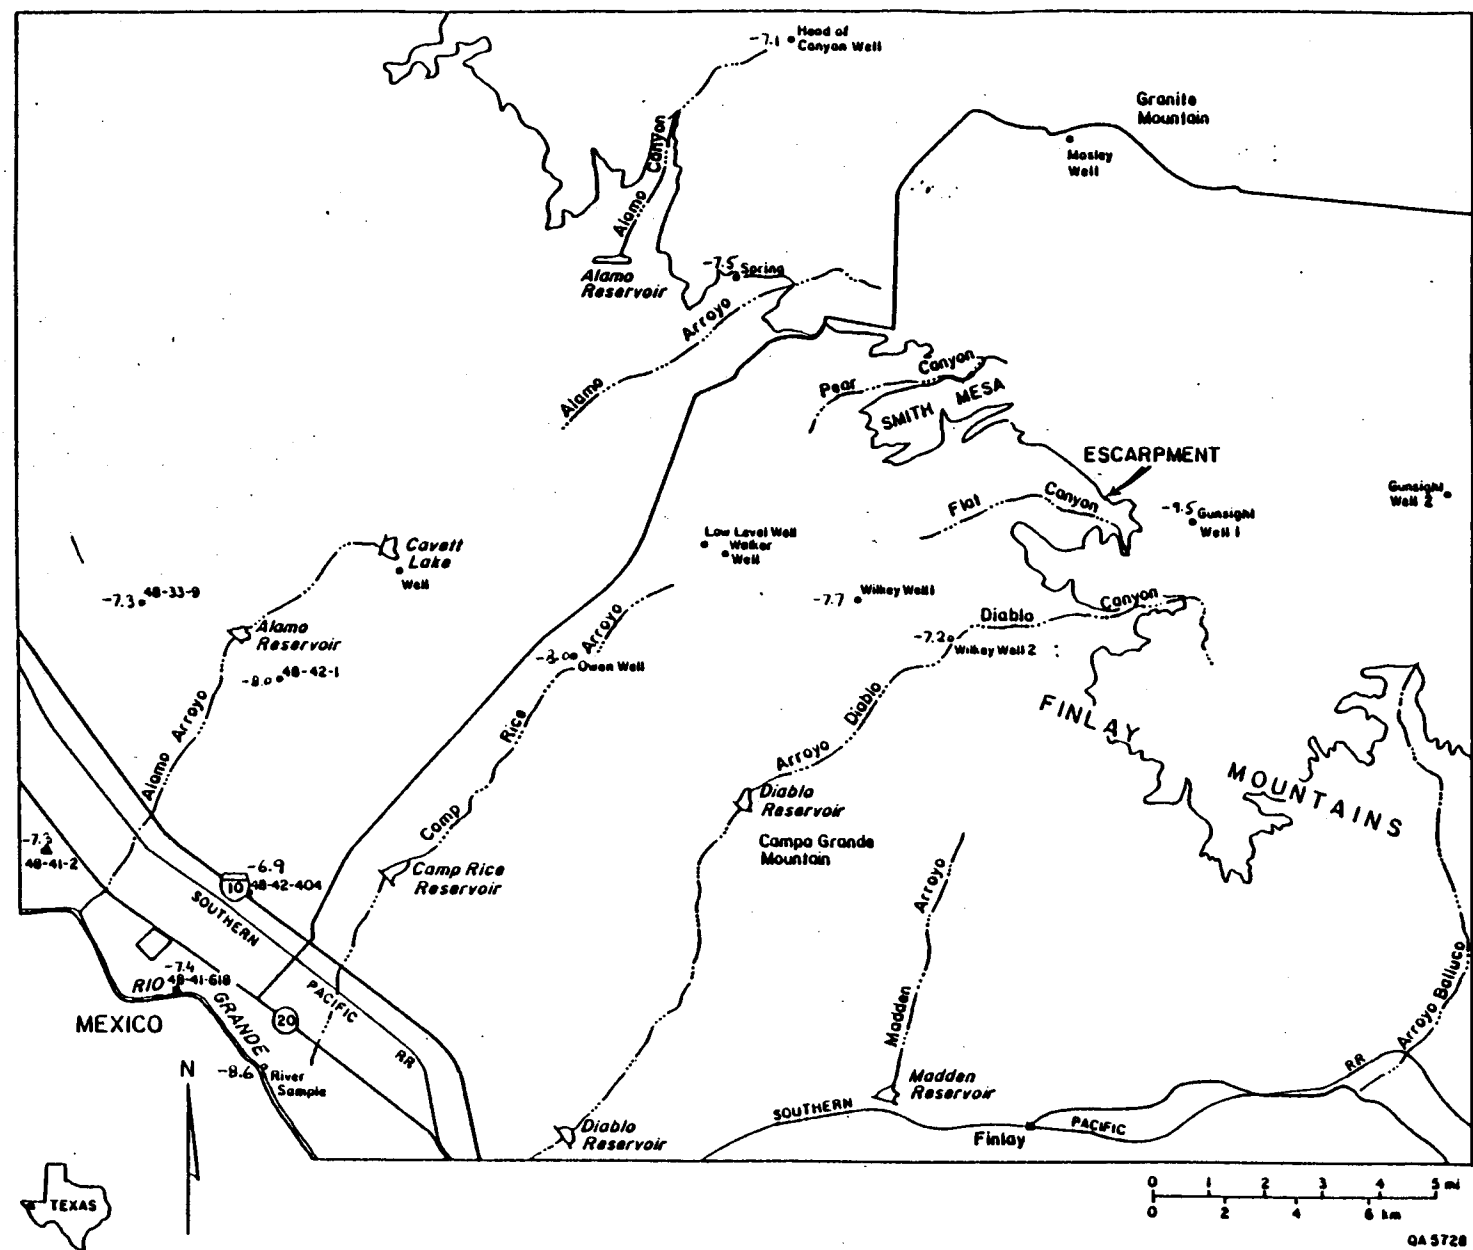 -7.1
Head of
Canyon Well
Granite
Mountain
Mosley
Well
Alamo Canyon
Alamo
Reservoir
-7.5 Spring
Alamo Arroyo
Pear Canyon
SMITH MESA
ESCARPMENT
Flat Canyon
-9.5 Gunsight
Well 1
Gunsight
Well 2
Low Level Well
Walker
Well
Cavett
Lake
Well
-7.3 48-33-9
Alamo
Reservoir
-8.0 48-42-1
Alamo Arroyo
Owen Well
Camp Rice Arroyo
-7.7 Wilkey Well 1
-7.2 Wilkey Well 2
Diablo Canyon
Arroyo Diablo
Diablo
Reservoir
Campo Grande
Mountain
FINLAY
MOUNTAINS
-7.3
48-41-2
-6.9
10
48-42-404
SOUTHERN
PACIFIC
RR
Camp Rice
Reservoir
-7.4
48-41-618
RIO
GRANDE
20
MEXICO
-8.6
River
Sample
N
Madden Arroyo
Madden
Reservoir
Diablo
Reservoir
SOUTHERN
PACIFIC
RR
Finlay
Arroyo Balluco
TEXAS
0 1 2 3 4 5 mi
0 2 4 6 km
QA 5728